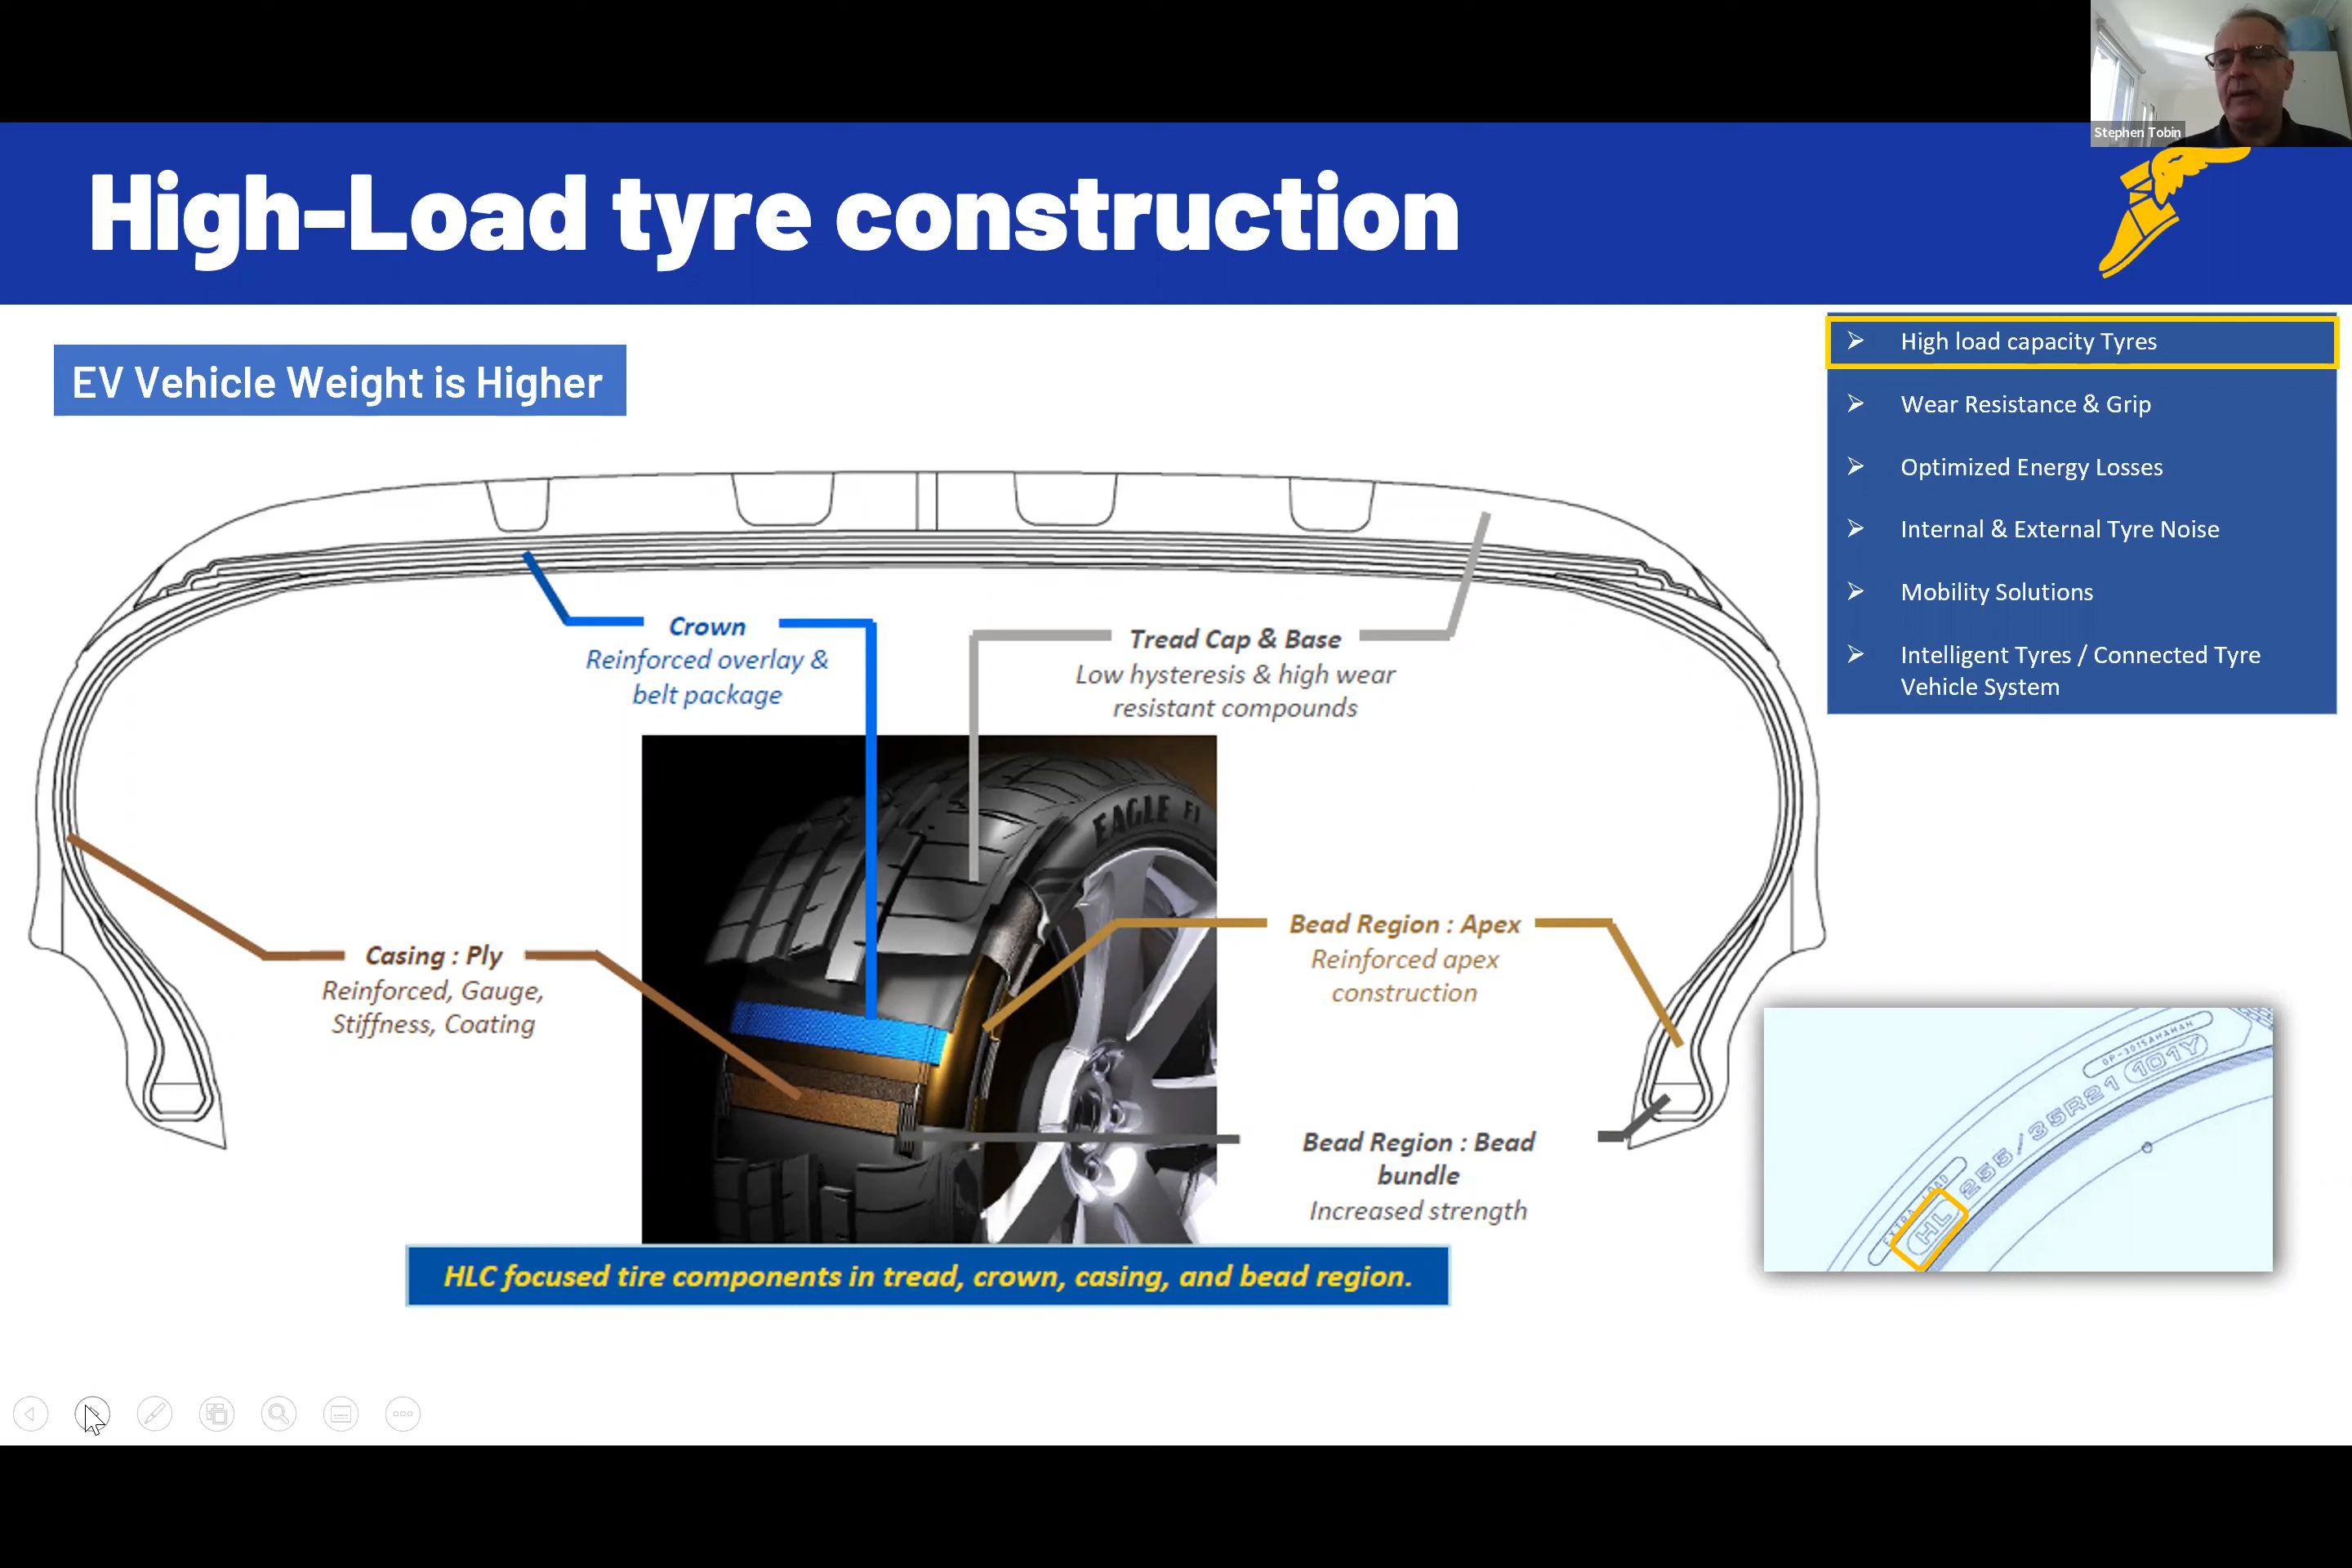 Stephen Tobin
High-Load tyre construction
EV Vehicle Weight is Higher
High load capacity Tyres
Wear Resistance & Grip
Optimized Energy Losses
Internal & External Tyre Noise
Mobility Solutions
Intelligent Tyres / Connected Tyre
Vehicle System
Crown
Reinforced overlay &
belt package
Tread Cap & Base
Low hysteresis & high wear
resistant compounds
EAGLE F1
Casing : Ply
Reinforced, Gauge,
Stiffness, Coating
Bead Region : Apex
Reinforced apex
construction
Bead Region : Bead
bundle
Increased strength
EXTRA LOAD
HL 255/35R21 101Y
HLC focused tire components in tread, crown, casing, and bead region.